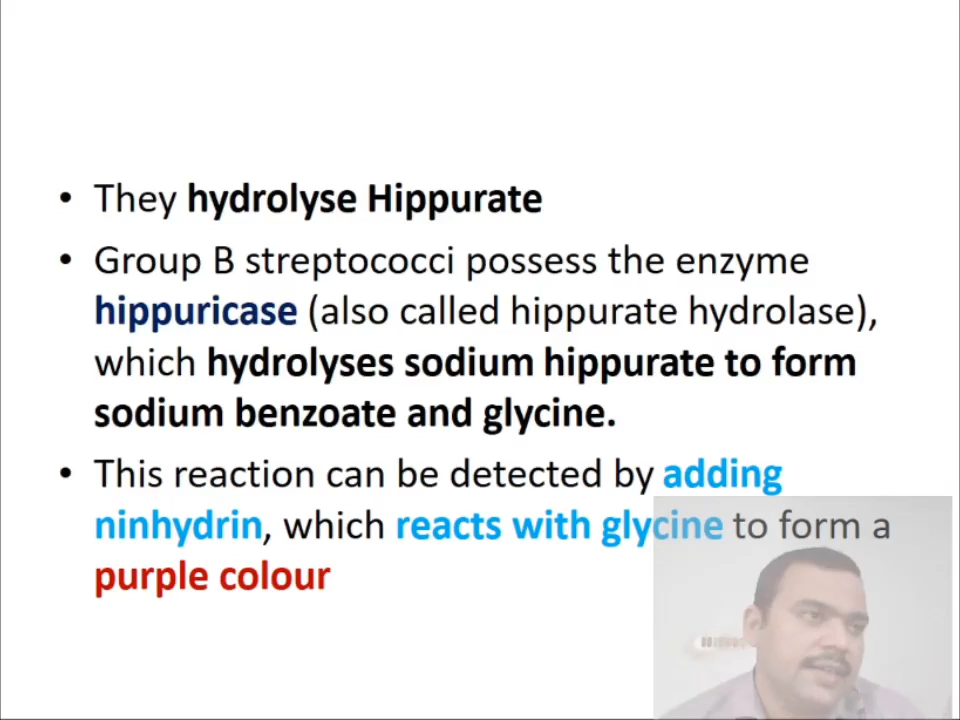 • They hydrolyse Hippurate
• Group B streptococci possess the enzyme
hippuricase (also called hippurate hydrolase),
which hydrolyses sodium hippurate to form
sodium benzoate and glycine.
• This reaction can be detected by adding
ninhydrin, which reacts with glycine to form a
purple colour